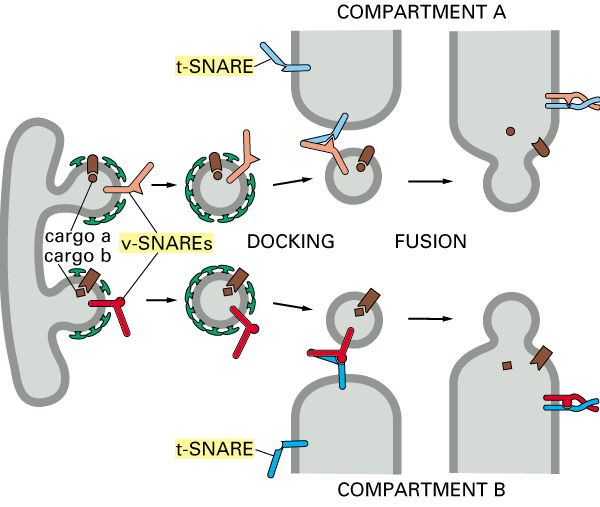 COMPARTMENT A
t-SNARE
cargo a
cargo b
v-SNAREs
DOCKING
FUSION
t-SNARE
COMPARTMENT B